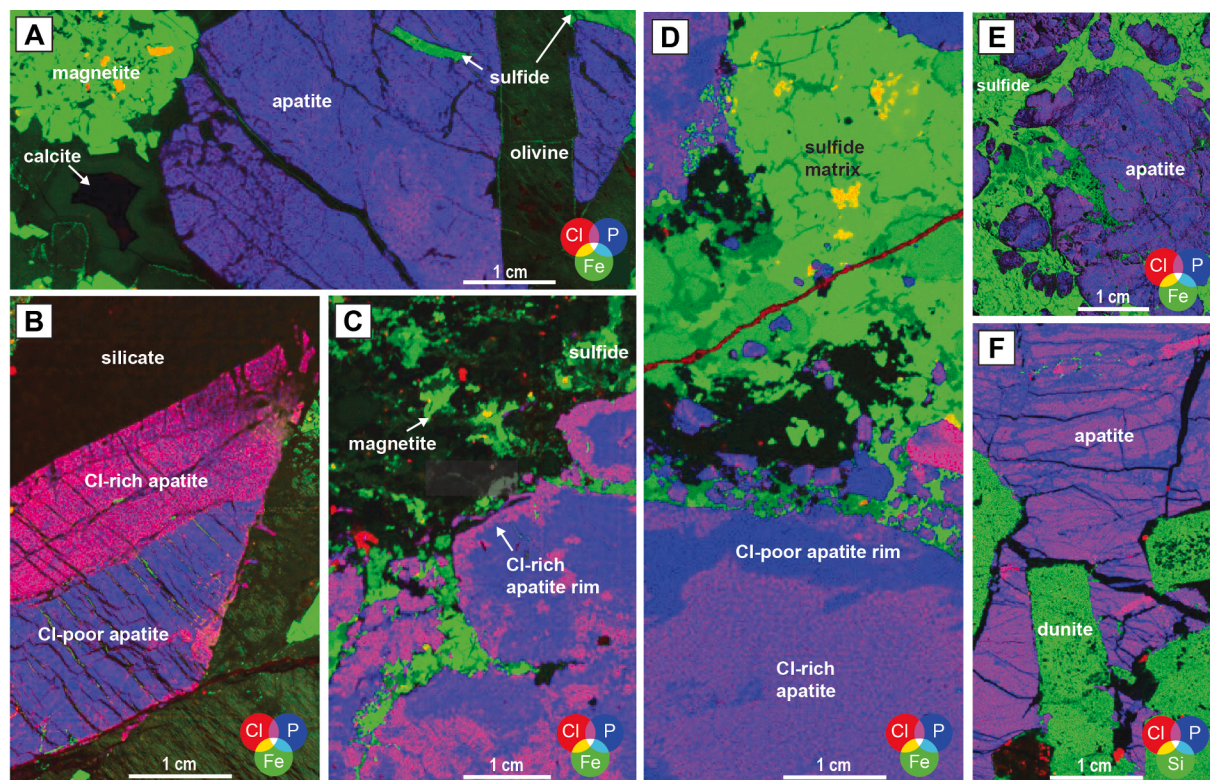 A
magnetite
apatite
sulfide
calcite
olivine
Cl P
Fe
1 cm
B
silicate
Cl-rich apatite
Cl-poor apatite
Cl P
Fe
1 cm
C
sulfide
magnetite
Cl-rich
apatite rim
Cl P
Fe
1 cm
D
sulfide
matrix
Cl-poor apatite rim
Cl-rich
apatite
Cl P
Fe
1 cm
E
sulfide
apatite
Cl P
Fe
1 cm
F
apatite
dunite
Cl P
Si
1 cm